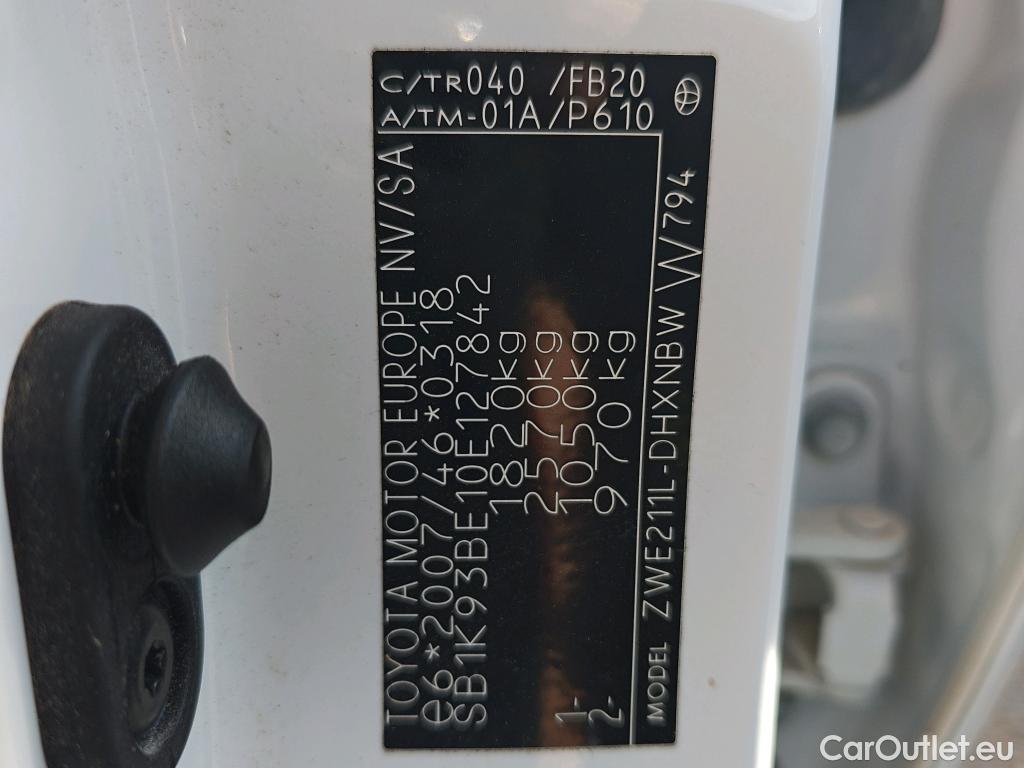 C/TR040 /FB20
A/TM-01A/P610
TOYOTA MOTOR EUROPE NV/SA
e6*2007/46*0318
SB1K93BE10E127842
1820kg
2570kg
1- 1050kg
2- 970kg
MODEL ZWE211L-DHXNBW W794
CarOutlet.eu